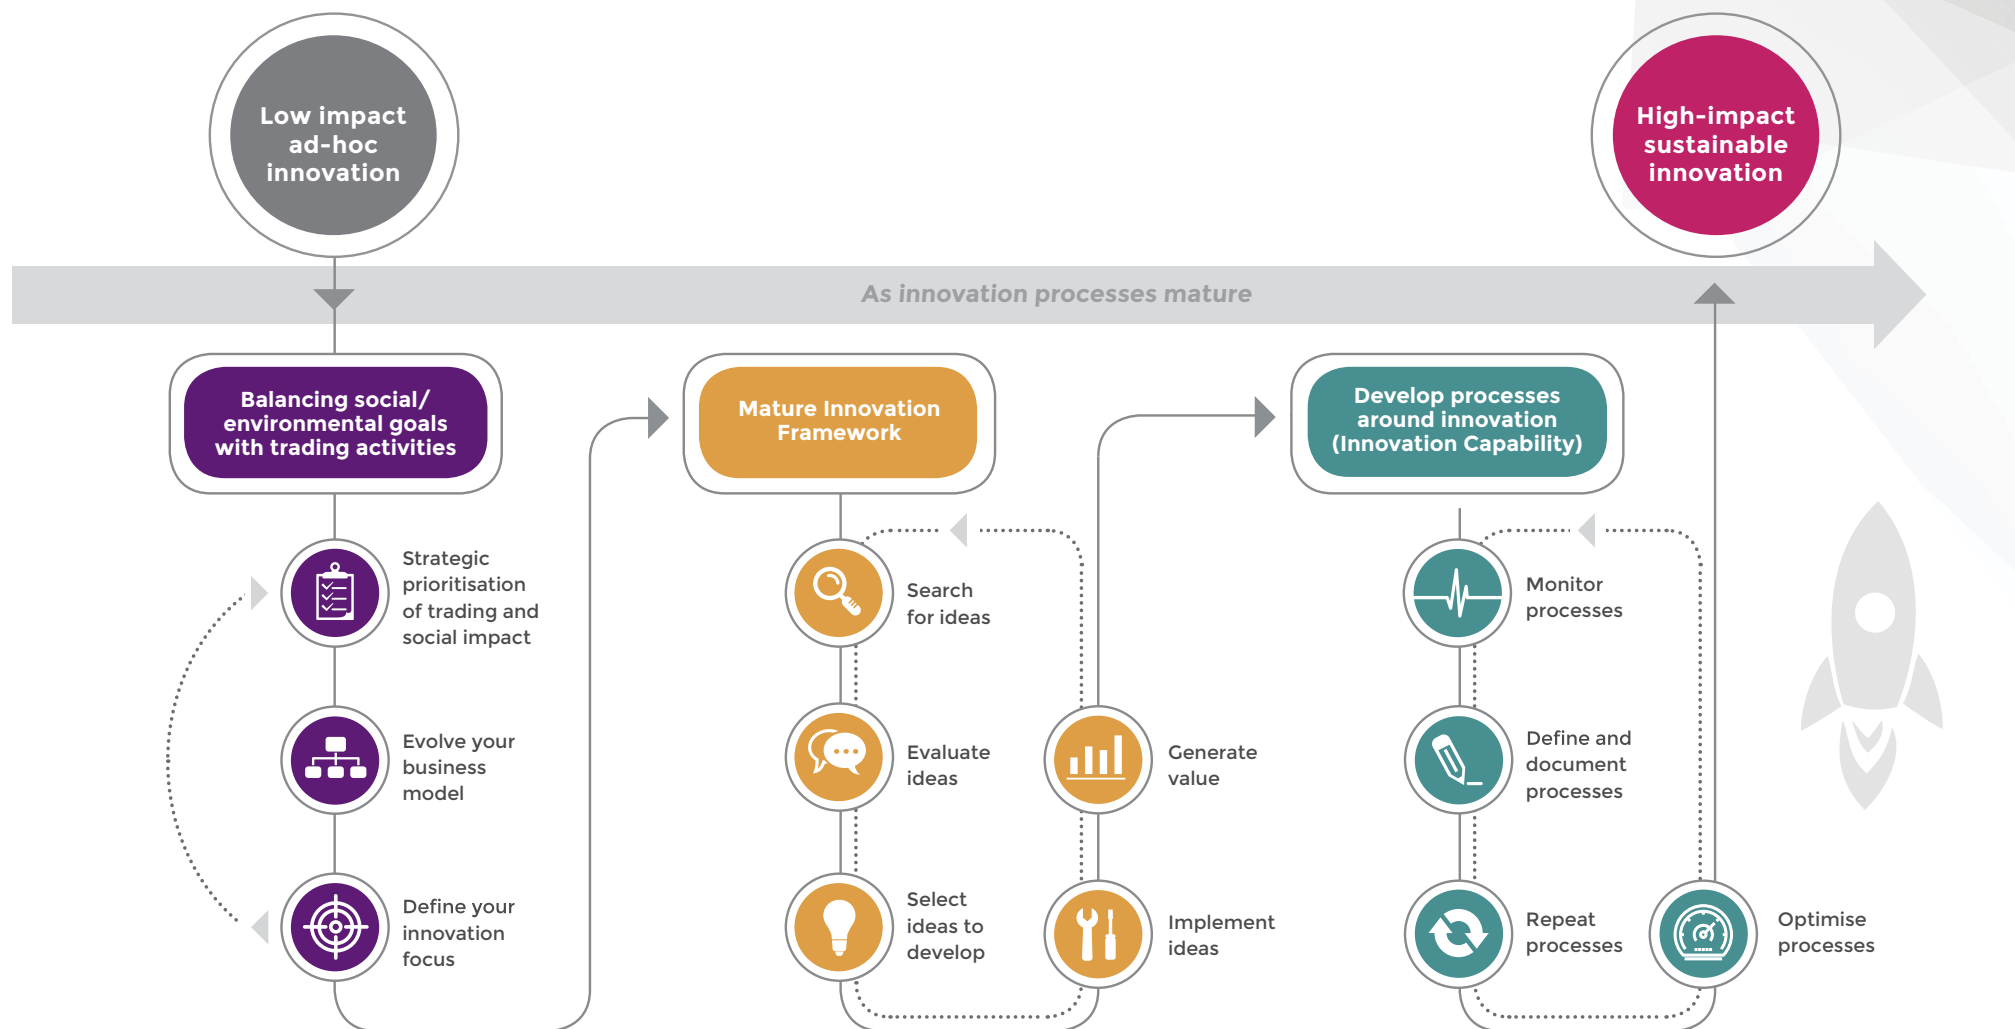 Low impact
ad-hoc
innovation
High-impact
sustainable
innovation
As innovation processes mature
Balancing social/
environmental goals
with trading activities
Mature Innovation
Framework
Develop processes
around innovation
(Innovation Capability)
Strategic
prioritisation
of trading and
social impact
Evolve your
business
model
Define your
innovation
focus
Search
for ideas
Evaluate
ideas
Select
ideas to
develop
Generate
value
Implement
ideas
Monitor
processes
Define and
document
processes
Repeat
processes
Optimise
processes